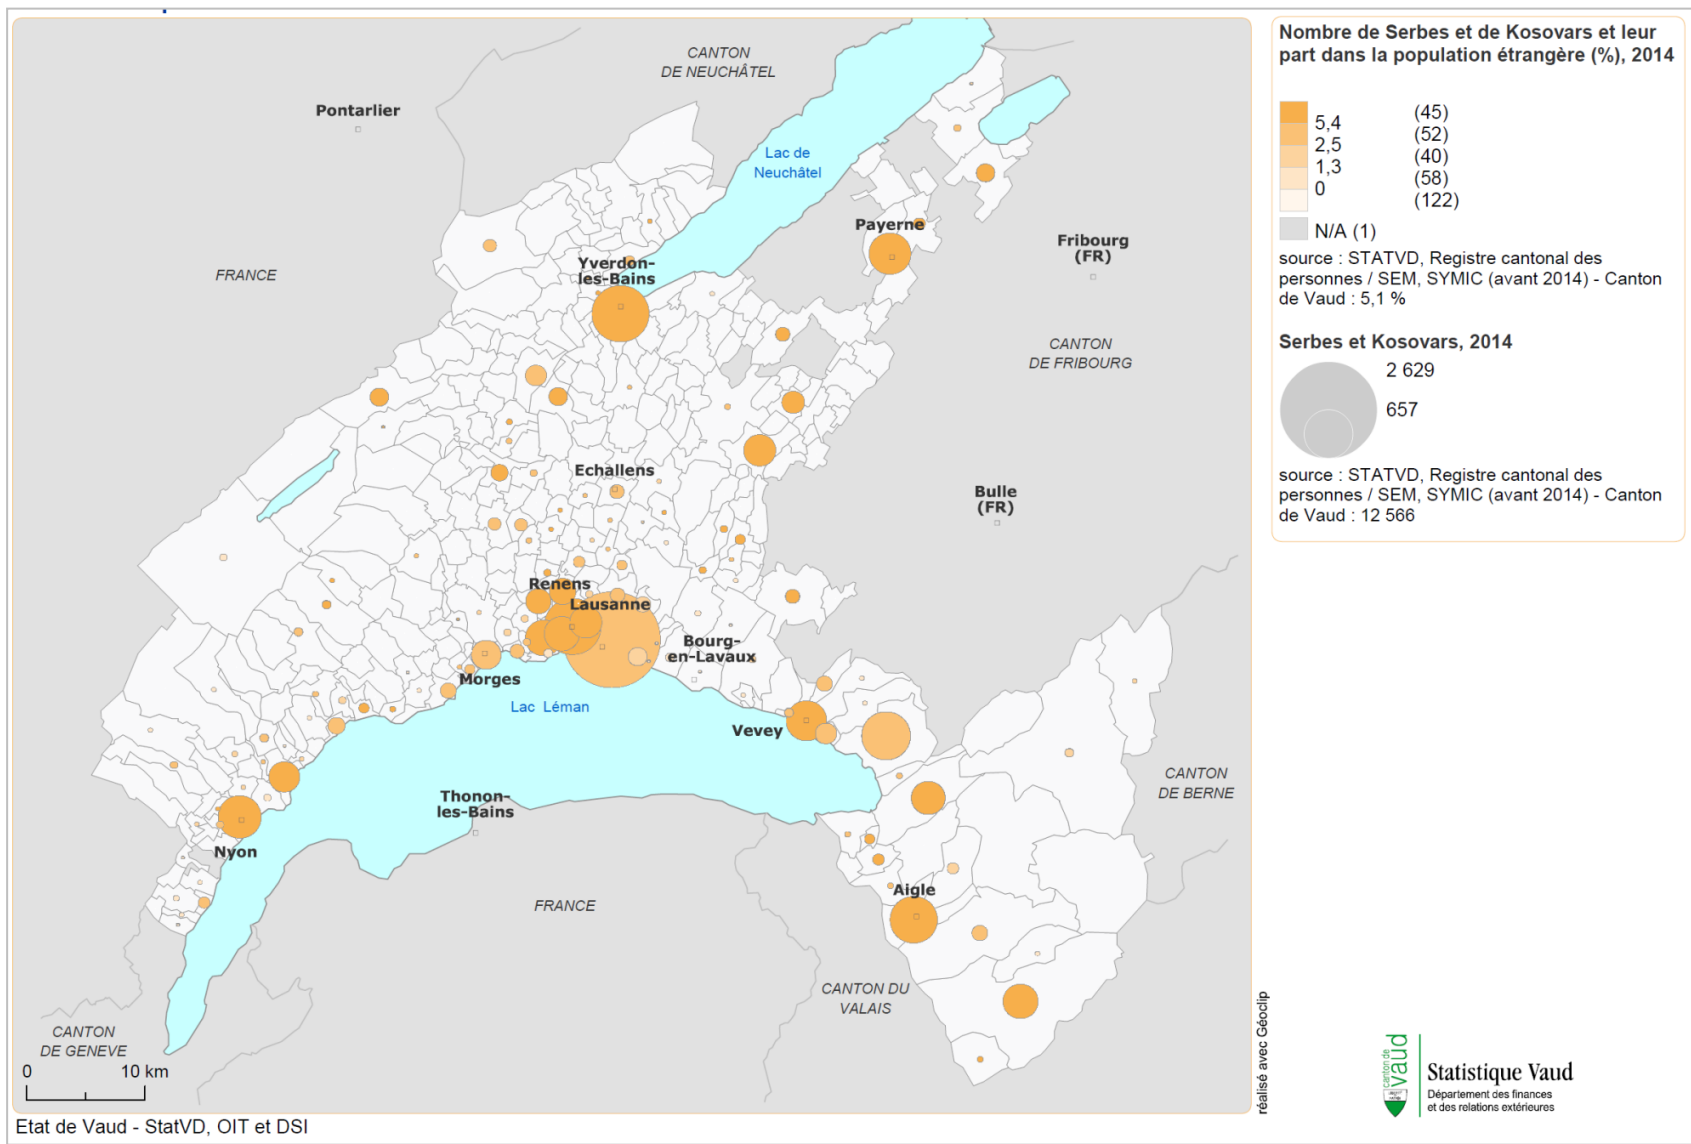 CANTON
DE NEUCHÂTEL
Pontarlier
Lac de
Neuchâtel
Payerne
Fribourg
(FR)
FRANCE
Yverdon-
les-Bains
CANTON
DE FRIBOURG
Echallens
Bulle
(FR)
Renens
Lausanne
Bourg-
en-Lavaux
Morges
Lac Léman
Vevey
CANTON
DE BERNE
Thonon-
les-Bains
Nyon
Aigle
FRANCE
CANTON DU
VALAIS
CANTON
DE GENEVE
0 10 km
Etat de Vaud - StatVD, OIT et DSI
réalisé avec Géoclip
Nombre de Serbes et de Kosovars et leur
part dans la population étrangère (%), 2014
(45)
5,4
(52)
2,5
(40)
1,3
(58)
0
(122)
N/A (1)
source : STATVD, Registre cantonal des
personnes / SEM, SYMIC (avant 2014) - Canton
de Vaud : 5,1 %
Serbes et Kosovars, 2014
2 629
657
source : STATVD, Registre cantonal des
personnes / SEM, SYMIC (avant 2014) - Canton
de Vaud : 12 566
canton de
vaud
Statistique Vaud
Département des finances
et des relations extérieures